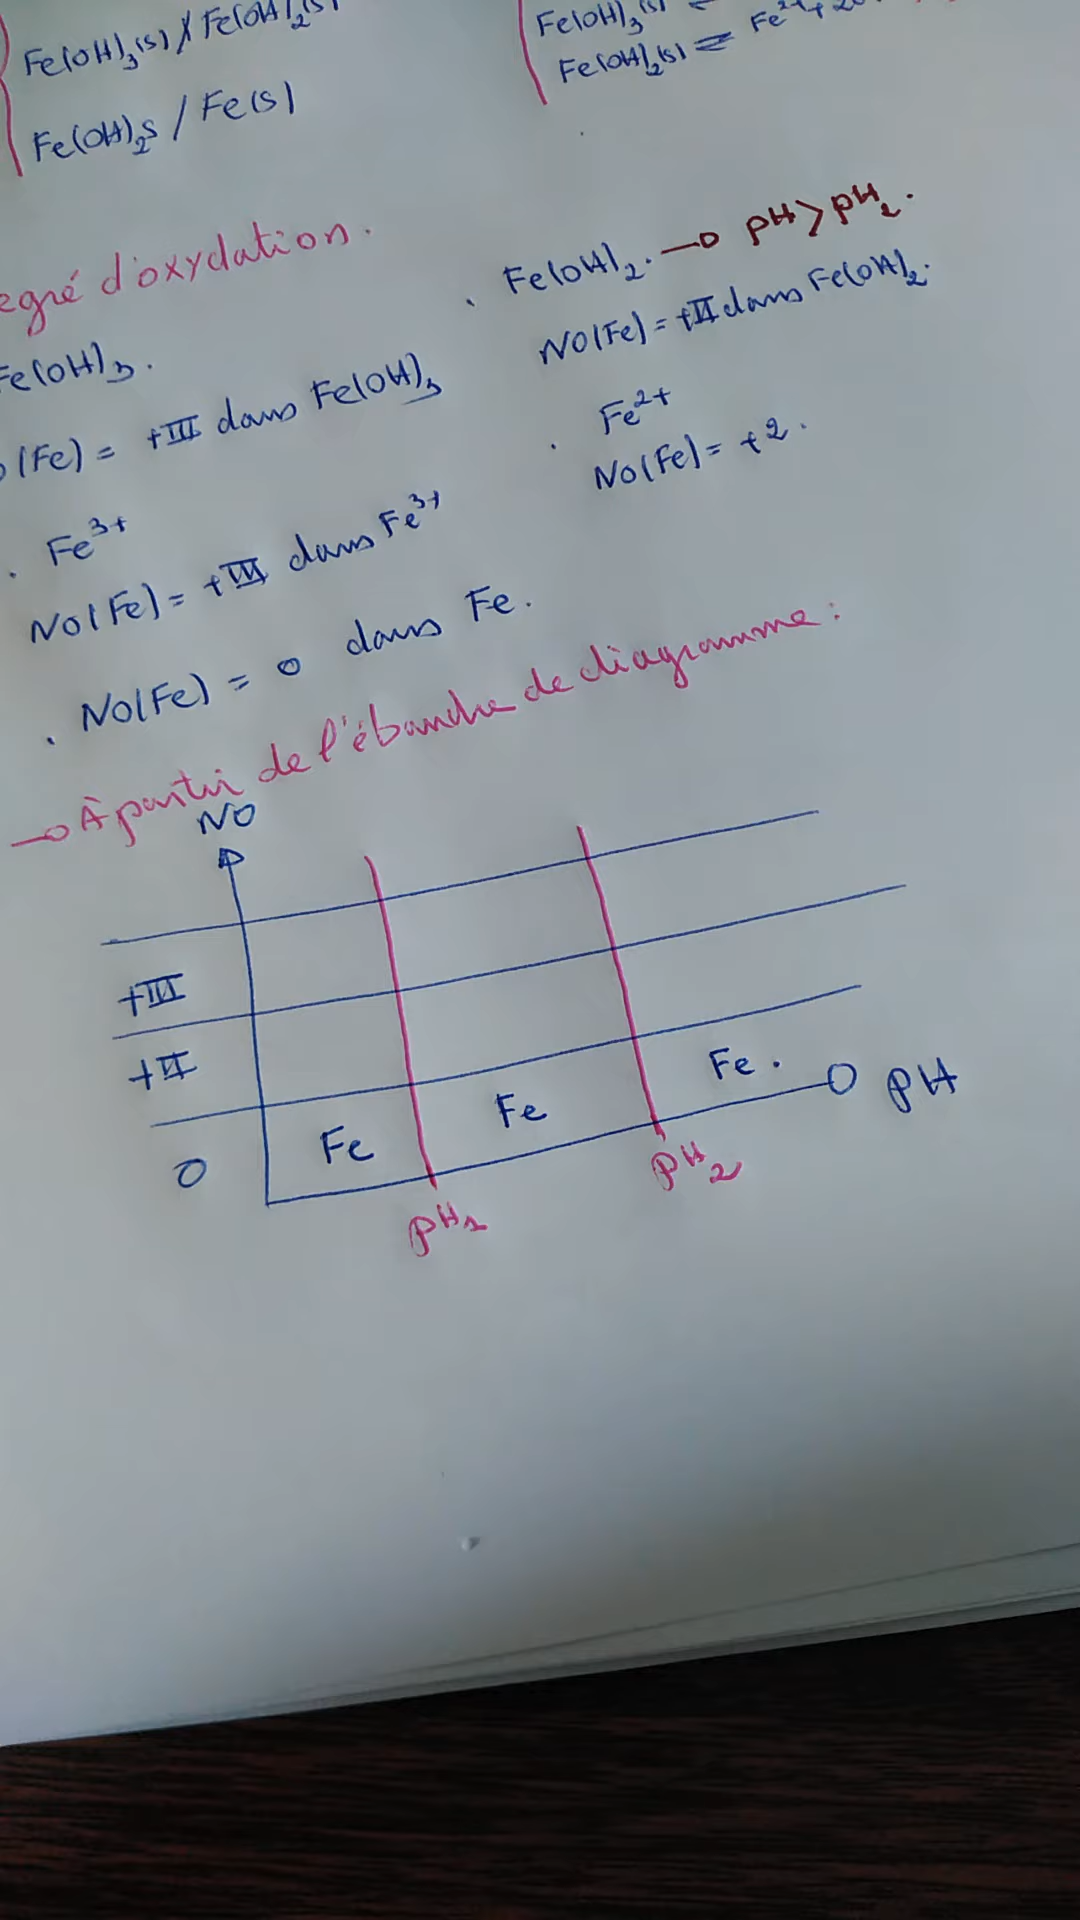 Fe(OH)₃(s) / Fe(OH)₂(s)
Fe(OH)₂s / Fe(s)
Fe(OH)₃(s) ⇌
Fe(OH)₂(s) ⇌ Fe²⁺ +
egré d'oxydation.
Fe(OH)₃.
(Fe) = +III dans Fe(OH)₃
. Fe³⁺
NO(Fe) = +III dans Fe³⁺
. NO(Fe) = 0 dans Fe.
. Fe(OH)₂. → pH > pH₂.
NO(Fe) = +II dans Fe(OH)₂.
. Fe²⁺
NO(Fe) = +2.
→ À partir de l'ébauche de diagramme :
NO
+III
+II
0
Fe
Fe
Fe.
pH
pH₁
pH₂